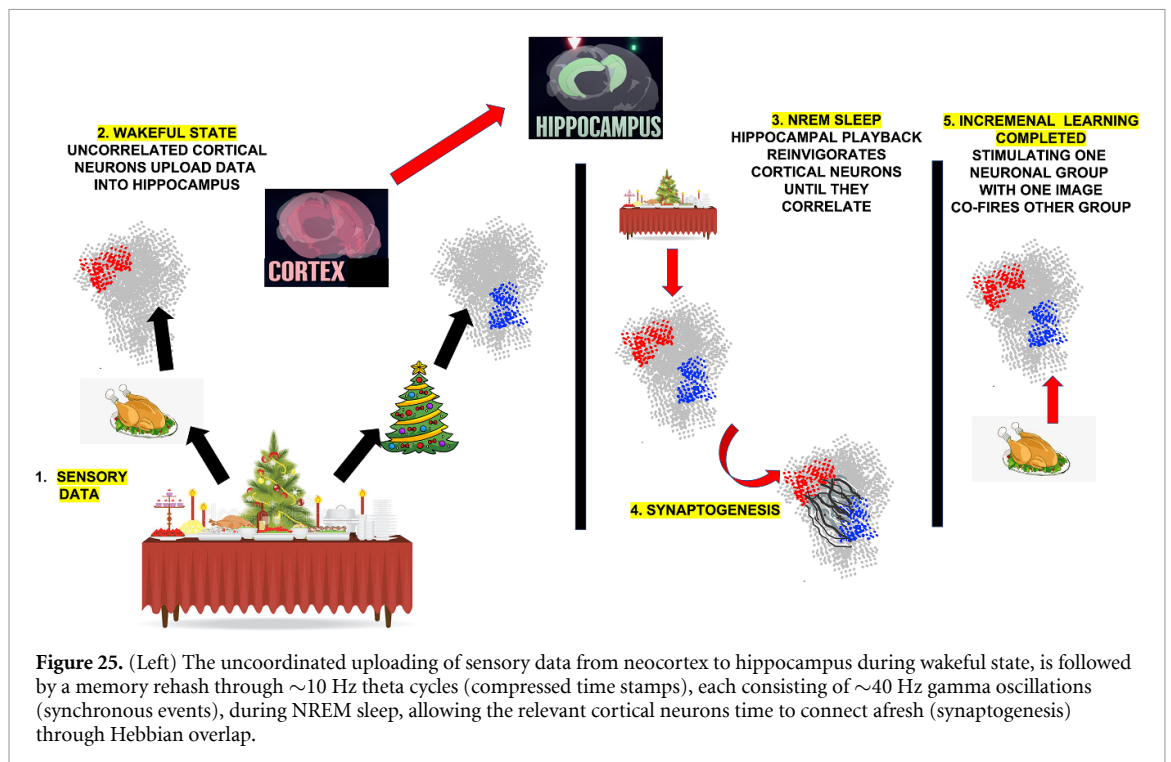 HIPPOCAMPUS
2. WAKEFUL STATE
UNCORRELATED CORTICAL
NEURONS UPLOAD DATA
INTO HIPPOCAMPUS
CORTEX
1. SENSORY
DATA
3. NREM SLEEP
HIPPOCAMPAL PLAYBACK
REINVIGORATES
CORTICAL NEURONS
UNTIL THEY
CORRELATE
4. SYNAPTOGENESIS
5. INCREMENAL LEARNING
COMPLETED
STIMULATING ONE
NEURONAL GROUP
WITH ONE IMAGE
CO-FIRES OTHER GROUP
Figure 25. (Left) The uncoordinated uploading of sensory data from neocortex to hippocampus during wakeful state, is followed
by a memory rehash through ∼10 Hz theta cycles (compressed time stamps), each consisting of ∼40 Hz gamma oscillations
(synchronous events), during NREM sleep, allowing the relevant cortical neurons time to connect afresh (synaptogenesis)
through Hebbian overlap.